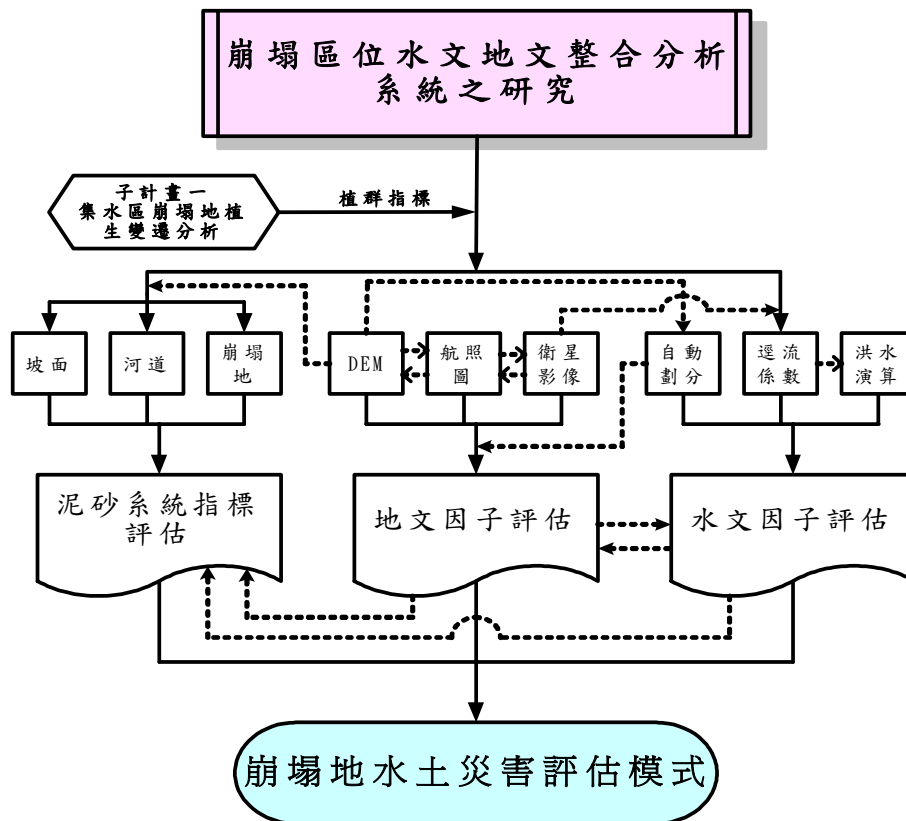 崩塌區位水文地文整合分析
系統之研究
子計畫一
集水區崩塌地植
生變遷分析
植群指標
坡面
河道
崩塌
地
DEM
航照
圖
衛星
影像
自動
劃分
逕流
係數
洪水
演算
泥砂系統指標
評估
地文因子評估
水文因子評估
崩塌地水土災害評估模式